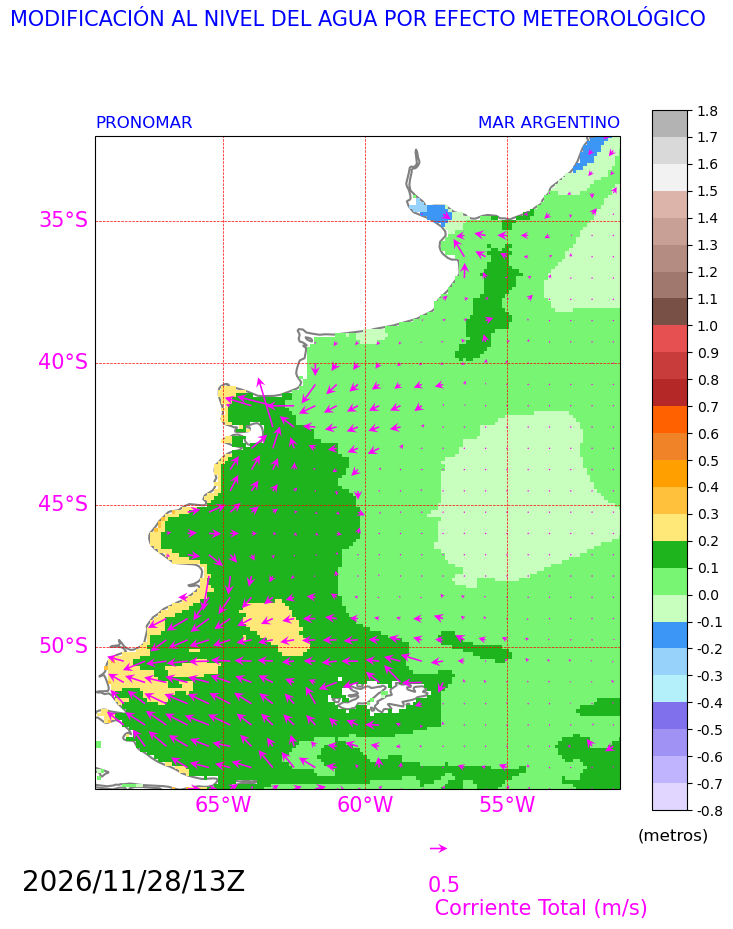 MODIFICACIÓN AL NIVEL DEL AGUA POR EFECTO METEOROLÓGICO
PRONOMAR
MAR ARGENTINO
35°S
40°S
45°S
50°S
65°W
60°W
55°W
1.8
1.7
1.6
1.5
1.4
1.3
1.2
1.1
1.0
0.9
0.8
0.7
0.6
0.5
0.4
0.3
0.2
0.1
0.0
-0.1
-0.2
-0.3
-0.4
-0.5
-0.6
-0.7
-0.8
(metros)
2026/11/28/13Z
0.5
Corriente Total (m/s)